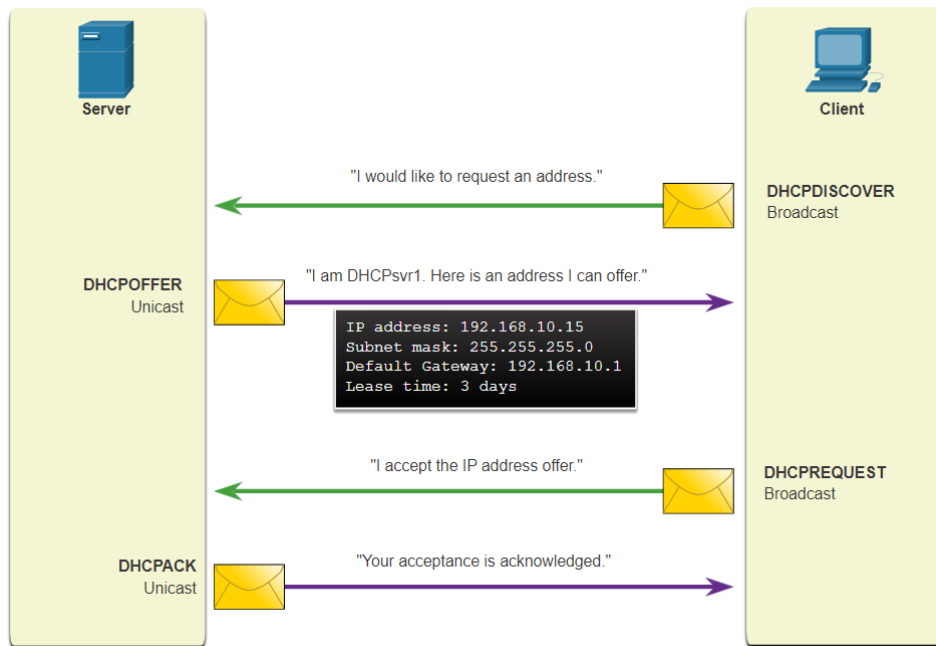 Server
Client
"I would like to request an address."
DHCPDISCOVER
Broadcast
"I am DHCPsvr1. Here is an address I can offer."
DHCPOFFER
Unicast
IP address: 192.168.10.15
Subnet mask: 255.255.255.0
Default Gateway: 192.168.10.1
Lease time: 3 days
"I accept the IP address offer."
DHCPREQUEST
Broadcast
"Your acceptance is acknowledged."
DHCPACK
Unicast